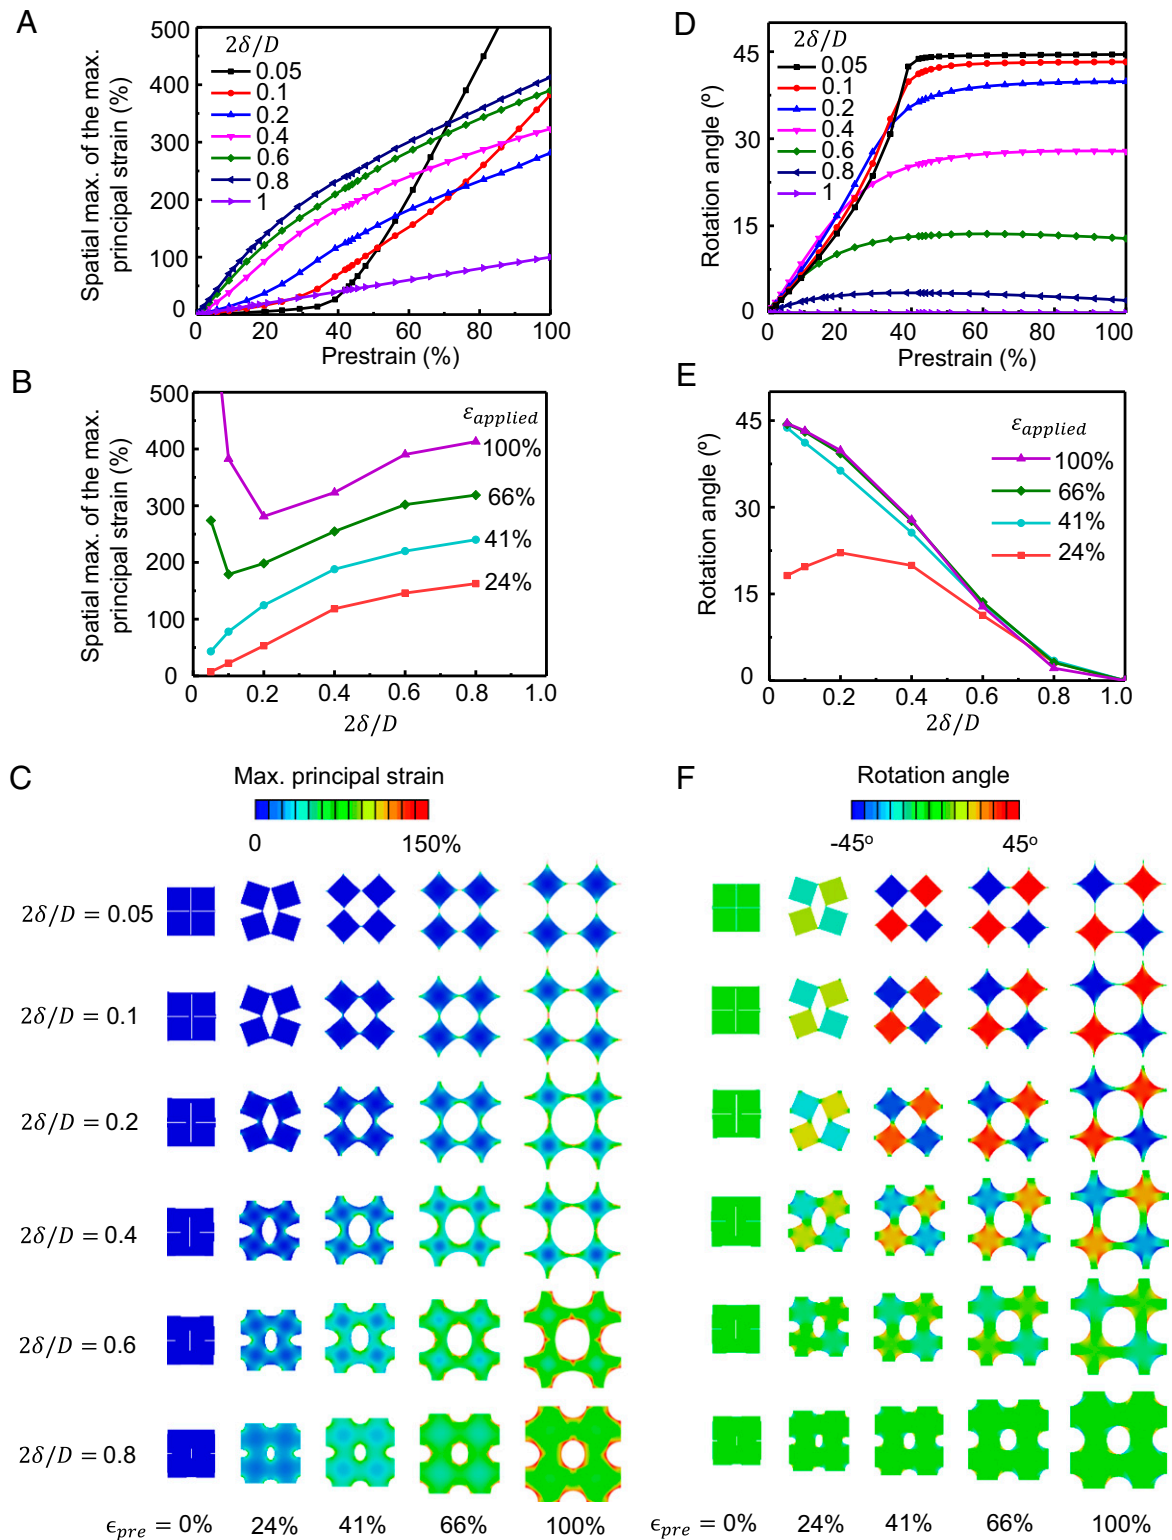 A
2δ/D
0.05
0.1
0.2
0.4
0.6
0.8
1
Spatial max. of the max. principal strain (%)
500
400
300
200
100
0
0 20 40 60 80 100
Prestrain (%)
D
2δ/D
0.05
0.1
0.2
0.4
0.6
0.8
1
Rotation angle (º)
45
30
15
0
0 20 40 60 80 100
Prestrain (%)
B
Spatial max. of the max. principal strain (%)
500
400
300
200
100
0
ε_applied
100%
66%
41%
24%
0 0.2 0.4 0.6 0.8 1.0
2δ/D
E
Rotation angle (º)
45
30
15
0
ε_applied
100%
66%
41%
24%
0 0.2 0.4 0.6 0.8 1.0
2δ/D
C
Max. principal strain
0 150%
2δ/D = 0.05
2δ/D = 0.1
2δ/D = 0.2
2δ/D = 0.4
2δ/D = 0.6
2δ/D = 0.8
ϵ_pre = 0% 24% 41% 66% 100%
F
Rotation angle
-45º 45º
ϵ_pre = 0% 24% 41% 66% 100%